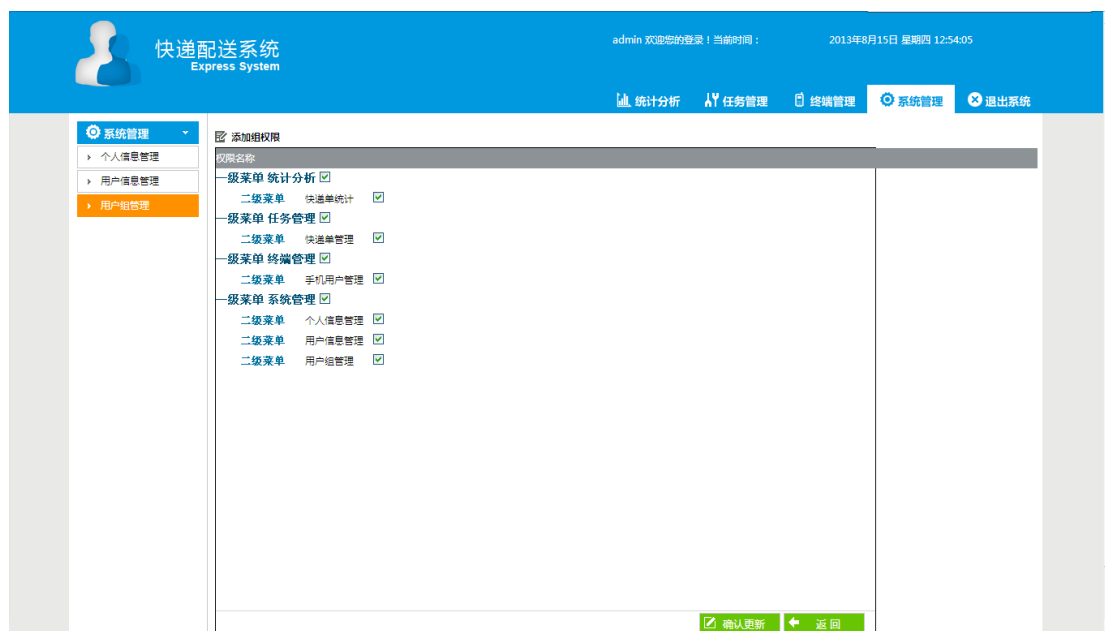 快递配送系统
Express System
admin 欢迎您的登录！当前时间： 2013年8月15日 星期四 12:54:05
统计分析 任务管理 终端管理 系统管理 退出系统
系统管理
个人信息管理
用户信息管理
用户组管理
添加组权限
权限名称
一级菜单 统计分析
二级菜单 快递单统计
一级菜单 任务管理
二级菜单 快递单管理
一级菜单 终端管理
二级菜单 手机用户管理
一级菜单 系统管理
二级菜单 个人信息管理
二级菜单 用户信息管理
二级菜单 用户组管理
确认更新 返回